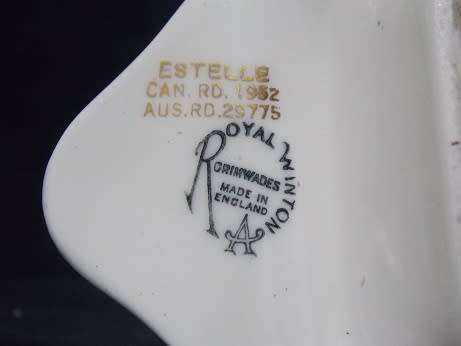 ESTELLE
CAN. RD. 1952
AUS.RD. 29775
ROYAL WINTON
GRIMWADES
MADE IN
ENGLAND
A